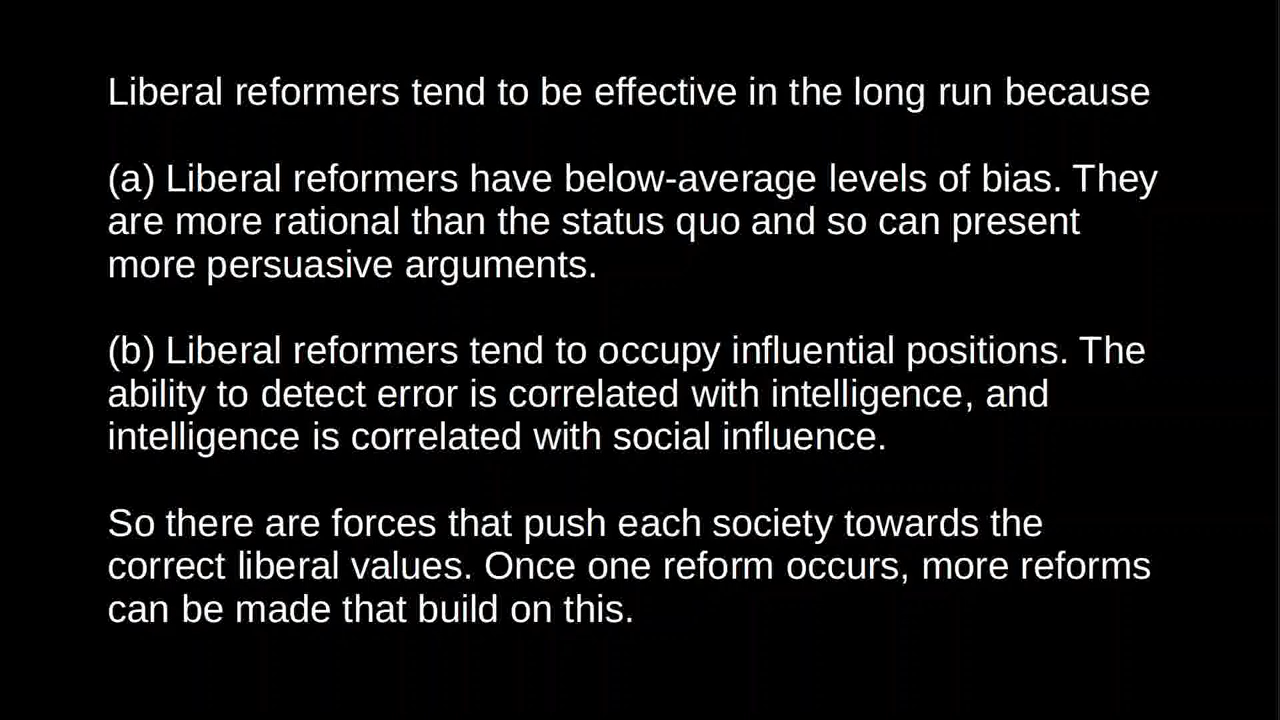 Liberal reformers tend to be effective in the long run because
(a) Liberal reformers have below-average levels of bias. They
are more rational than the status quo and so can present
more persuasive arguments.
(b) Liberal reformers tend to occupy influential positions. The
ability to detect error is correlated with intelligence, and
intelligence is correlated with social influence.
So there are forces that push each society towards the
correct liberal values. Once one reform occurs, more reforms
can be made that build on this.